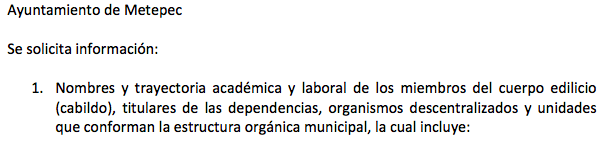 Ayuntamiento de Metepec
Se solicita información:
1. Nombres y trayectoria académica y laboral de los miembros del cuerpo edilicio
(cabildo), titulares de las dependencias, organismos descentralizados y unidades
que conforman la estructura orgánica municipal, la cual incluye: